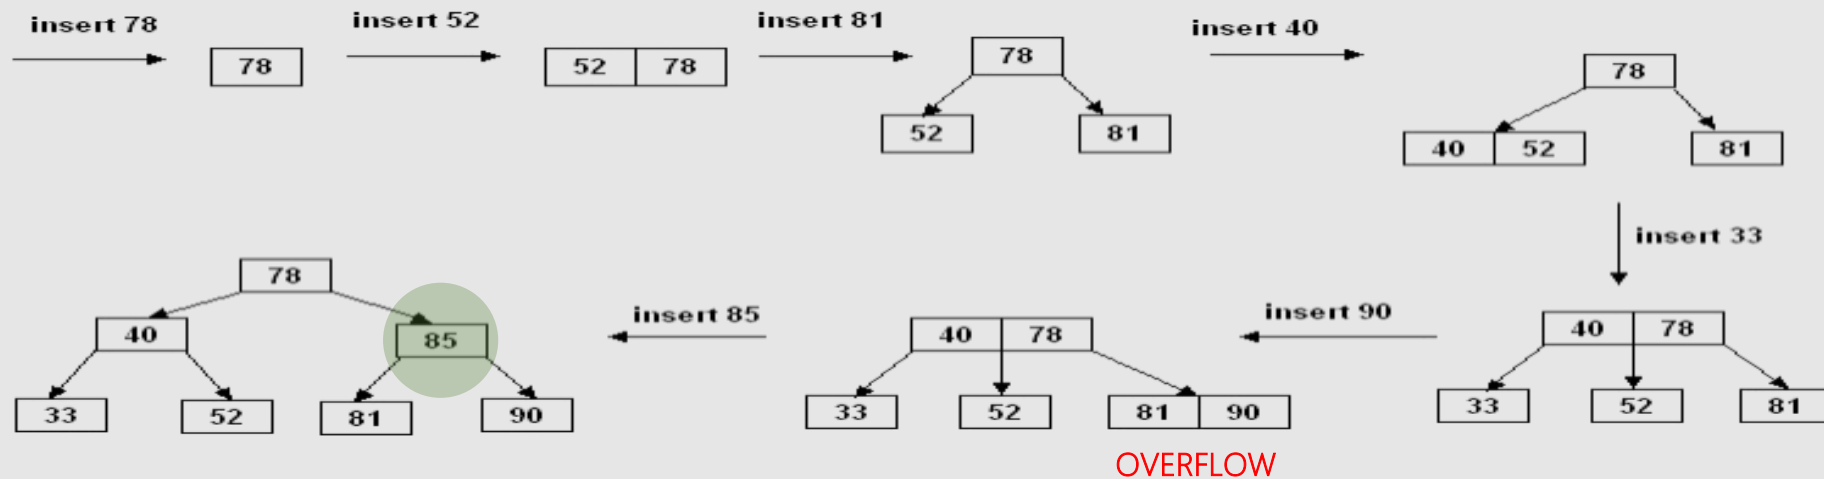 insert 78
78
insert 52
52 78
insert 81
78
52 81
insert 40
78
40 52 81
insert 33
40 78
33 52 81
insert 90
40 78
33 52 81 90
OVERFLOW
insert 85
78
40 85
33 52 81 90